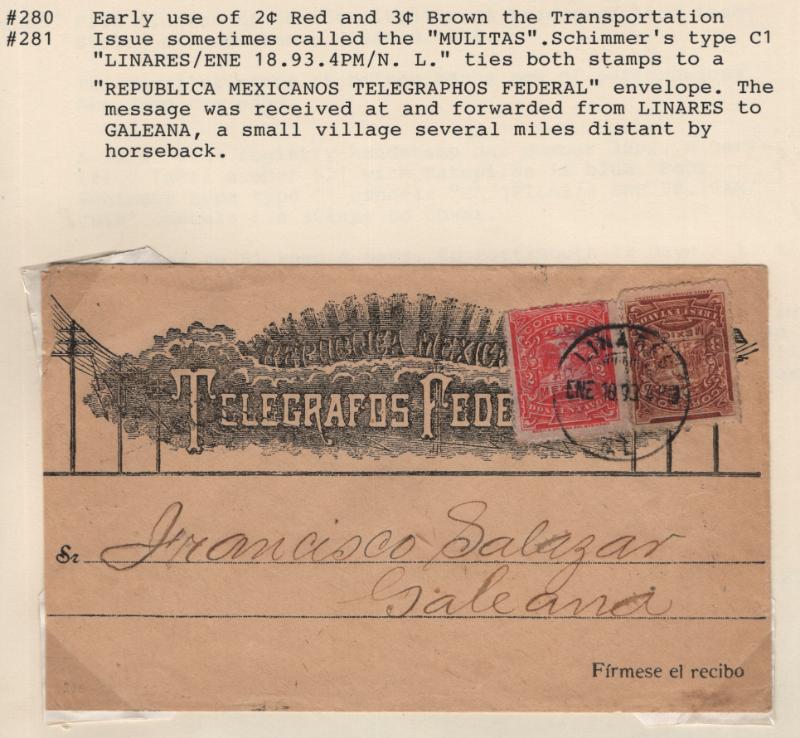 #280 Early use of 2¢ Red and 3¢ Brown the Transportation
#281 Issue sometimes called the "MULITAS".Schimmer's type C1
"LINARES/ENE 18.93.4PM/N. L." ties both stamps to a
"REPUBLICA MEXICANOS TELEGRAPHOS FEDERAL" envelope. The
message was received at and forwarded from LINARES to
GALEANA, a small village several miles distant by
horseback.
REPUBLICA MEXICA
TELEGRAFOS FEDE
CORREOS
DOS CENTAVOS
LINARES
ENE 18 93
Sr Francisco Salazar
Galeana
Fírmese el recibo